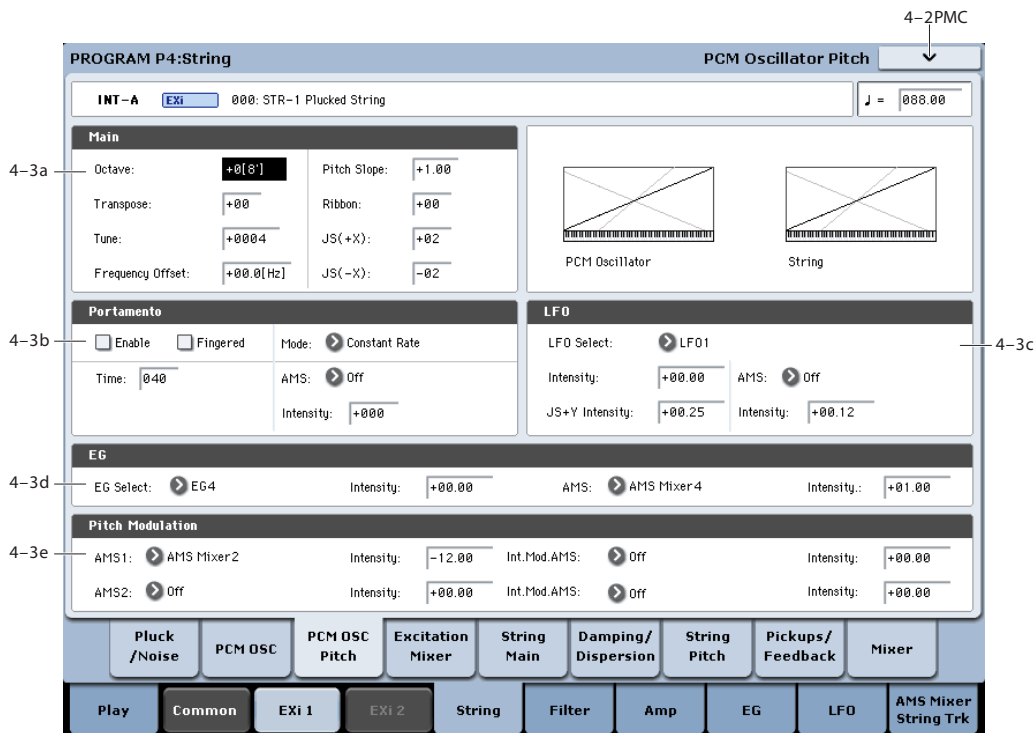 4–2PMC
PROGRAM P4:String
PCM Oscillator Pitch
INT–A EXi 000: STR–1 Plucked String ♩ = 088.00
Main
4–3a
Octave: +0[8'] Pitch Slope: +1.00
Transpose: +00 Ribbon: +00
Tune: +0004 JS(+X): +02
Frequency Offset: +00.0[Hz] JS(–X): –02
PCM Oscillator String
Portamento
4–3b
Enable Fingered Mode: Constant Rate
Time: 040 AMS: Off
Intensity: +000
LFO
LFO Select: LFO1
4–3c
Intensity: +00.00 AMS: Off
JS+Y Intensity: +00.25 Intensity: +00.12
EG
4–3d
EG Select: EG4 Intensity: +00.00 AMS: AMS Mixer4 Intensity.: +01.00
Pitch Modulation
4–3e
AMS1: AMS Mixer2 Intensity: –12.00 Int.Mod.AMS: Off Intensity: +00.00
AMS2: Off Intensity: +00.00 Int.Mod.AMS: Off Intensity: +00.00
Pluck
/Noise
PCM OSC
PCM OSC
Pitch
Excitation
Mixer
String
Main
Damping/
Dispersion
String
Pitch
Pickups/
Feedback
Mixer
Play
Common
EXi 1
EXi 2
String
Filter
Amp
EG
LFO
AMS Mixer
String Trk